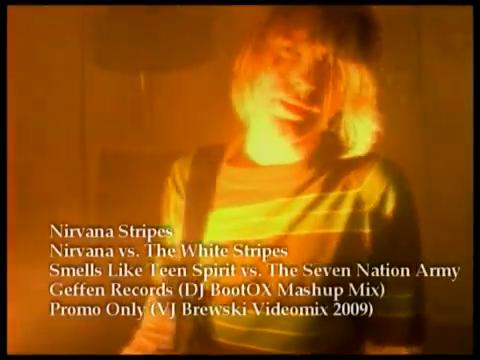 Nirvana Stripes
Nirvana vs. The White Stripes
Smells Like Teen Spirit vs. The Seven Nation Army
Geffen Records (DJ BootOX Mashup Mix)
Promo Only (VJ Brewski Videomix 2009)